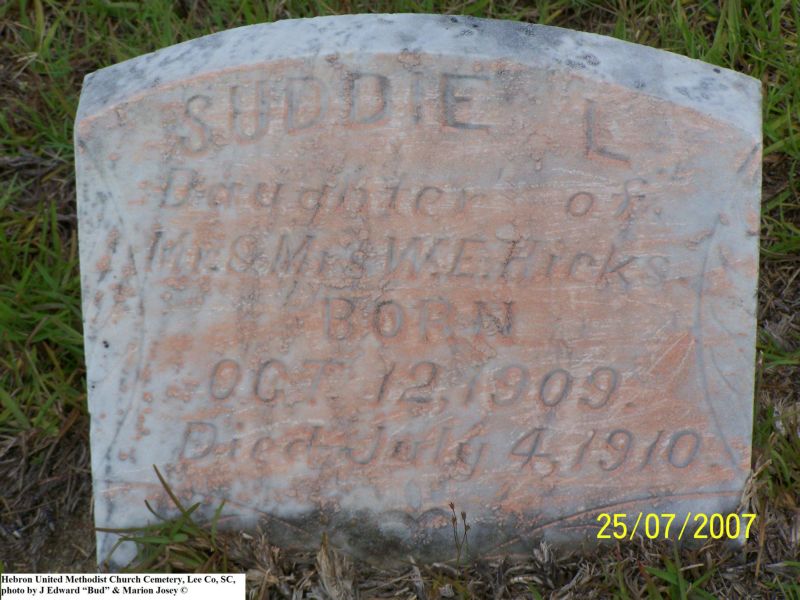 SUDDIE L
Daughter of
Mr. & Mrs W.E. Hicks
BORN
OCT 12, 1909.
Died July 4, 1910.
25/07/2007
Hebron United Methodist Church Cemetery, Lee Co, SC,
photo by J Edward “Bud” & Marion Josey ©